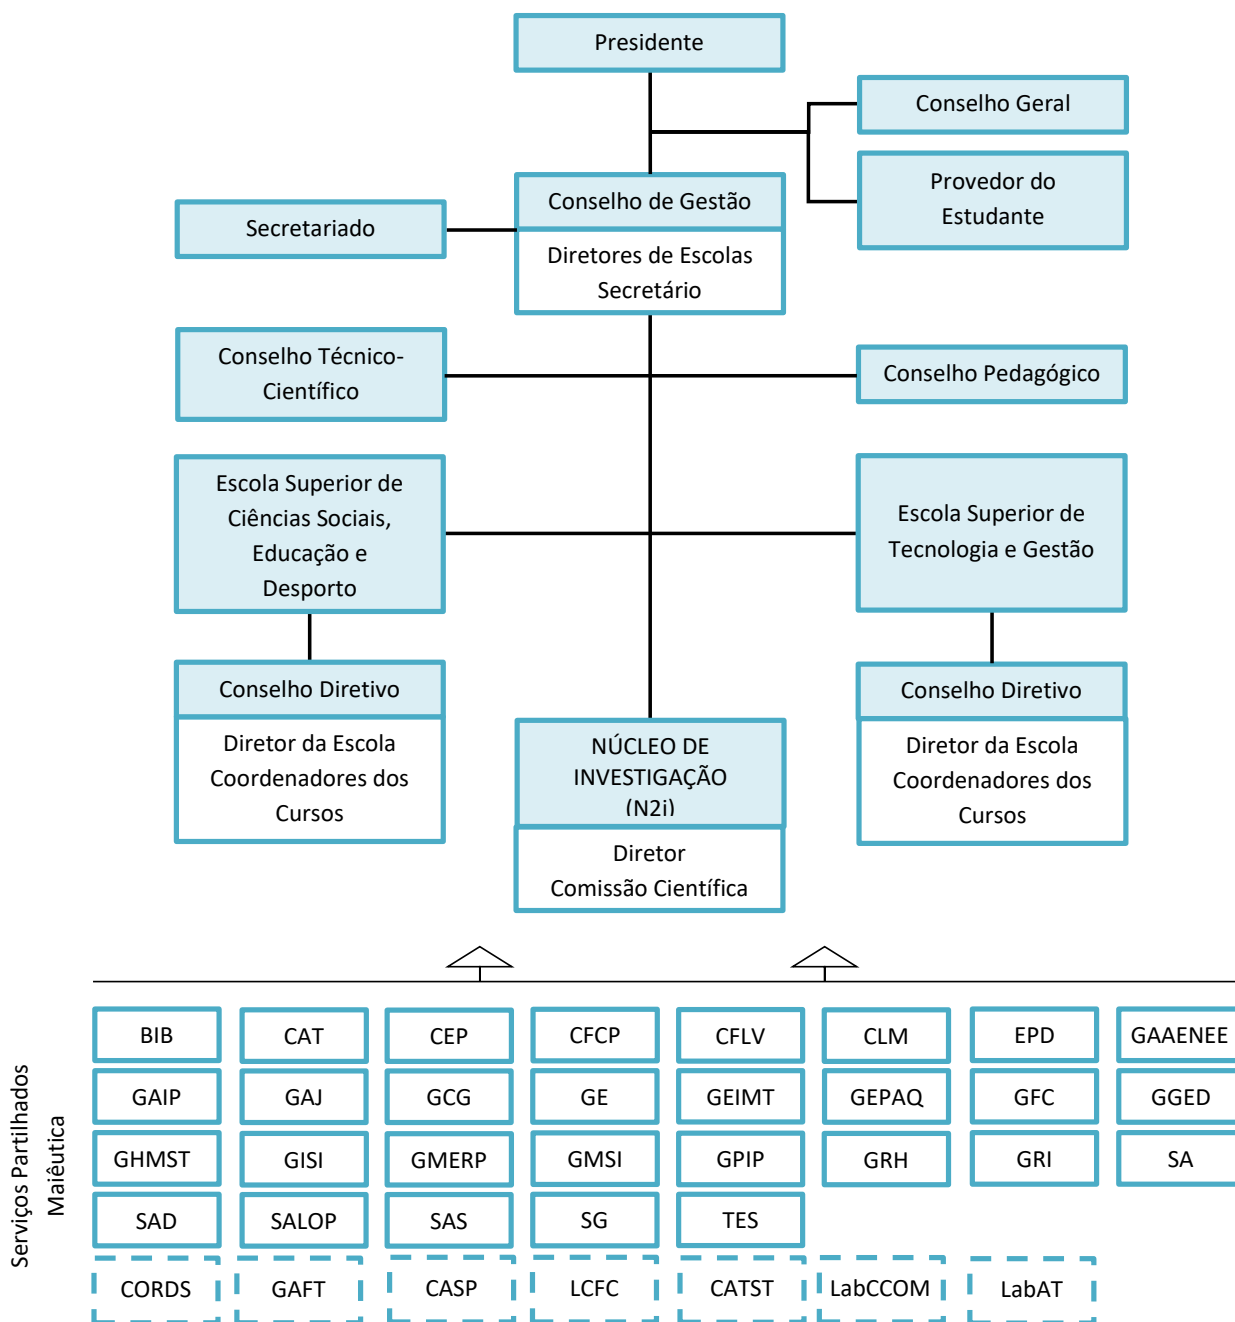 Presidente
Conselho Geral
Provedor do
Estudante
Conselho de Gestão
Diretores de Escolas
Secretário
Secretariado
Conselho Técnico-
Científico
Conselho Pedagógico
Escola Superior de
Ciências Sociais,
Educação e
Desporto
Escola Superior de
Tecnologia e Gestão
Conselho Diretivo
Diretor da Escola
Coordenadores dos
Cursos
NÚCLEO DE
INVESTIGAÇÃO
(N2i)
Diretor
Comissão Científica
Conselho Diretivo
Diretor da Escola
Coordenadores dos
Cursos
Serviços Partilhados
Maiêutica
BIB CAT CEP CFCP CFLV CLM EPD GAAENEE
GAIP GAJ GCG GE GEIMT GEPAQ GFC GGED
GHMST GISI GMERP GMSI GPIP GRH GRI SA
SAD SALOP SAS SG TES
CORDS GAFT CASP LCFC CATST LabCCOM LabAT